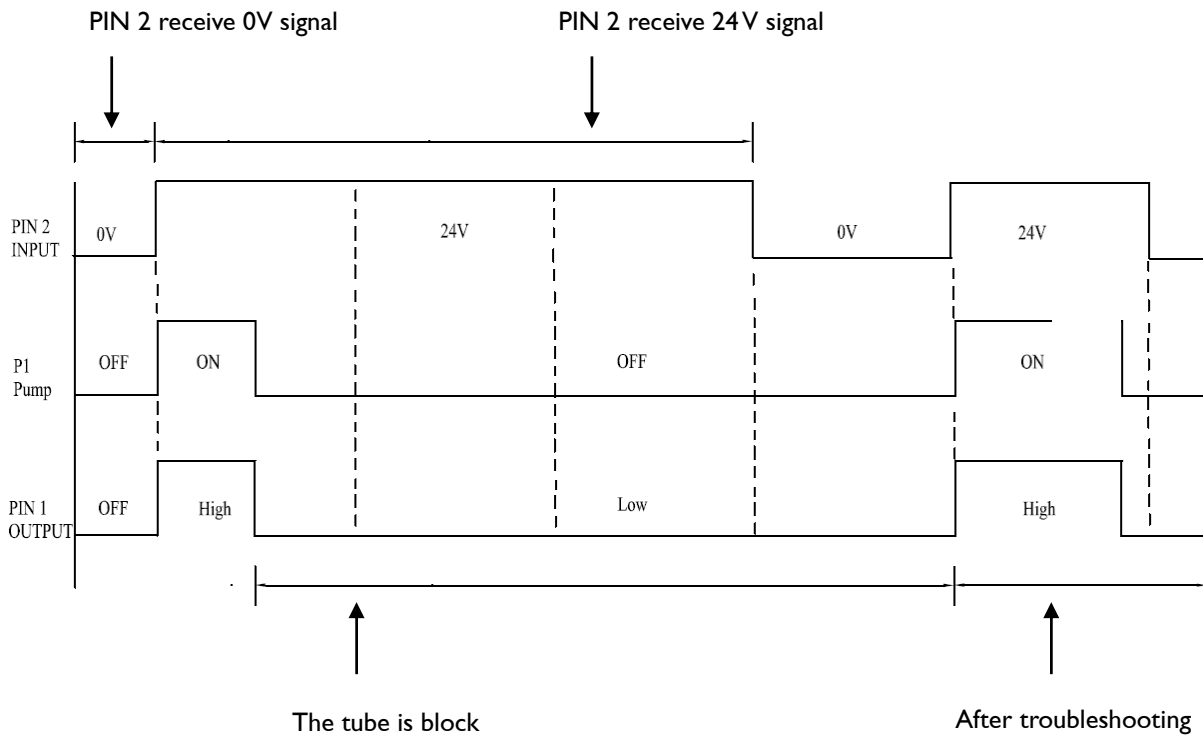 PIN 2 receive 0V signal
PIN 2 receive 24 V signal
PIN 2
INPUT
0V
24V
0V
24V
P1
Pump
OFF
ON
OFF
ON
PIN 1
OUTPUT
OFF
High
Low
High
The tube is block
After troubleshooting